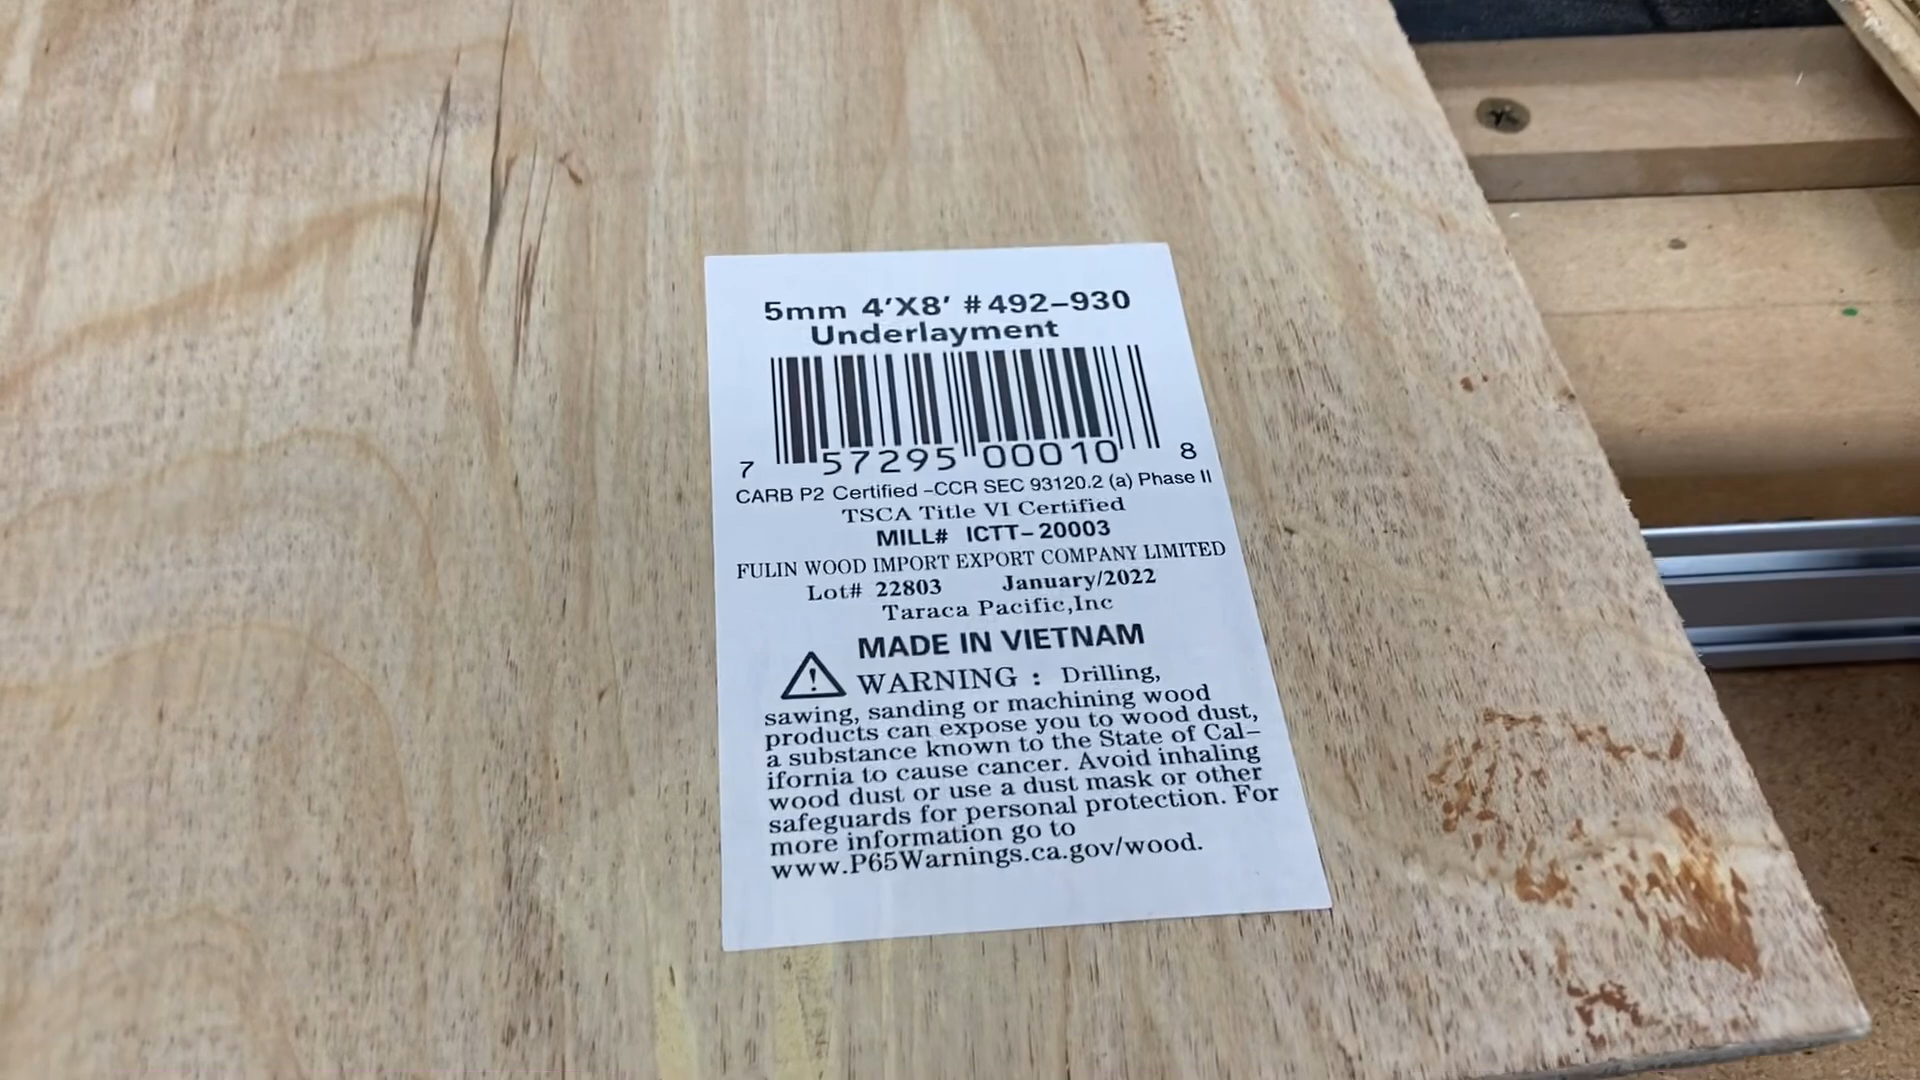 5mm 4'X8' #492-930
Underlayment
7 57295 00010 8
CARB P2 Certified -CCR SEC 93120.2 (a) Phase II
TSCA Title VI Certified
MILL# ICTT-20003
FULIN WOOD IMPORT EXPORT COMPANY LIMITED
Lot# 22803 January/2022
Taraca Pacific,Inc
MADE IN VIETNAM
WARNING : Drilling,
sawing, sanding or machining wood
products can expose you to wood dust,
a substance known to the State of Cal-
ifornia to cause cancer. Avoid inhaling
wood dust or use a dust mask or other
safeguards for personal protection. For
more information go to
www.P65Warnings.ca.gov/wood.